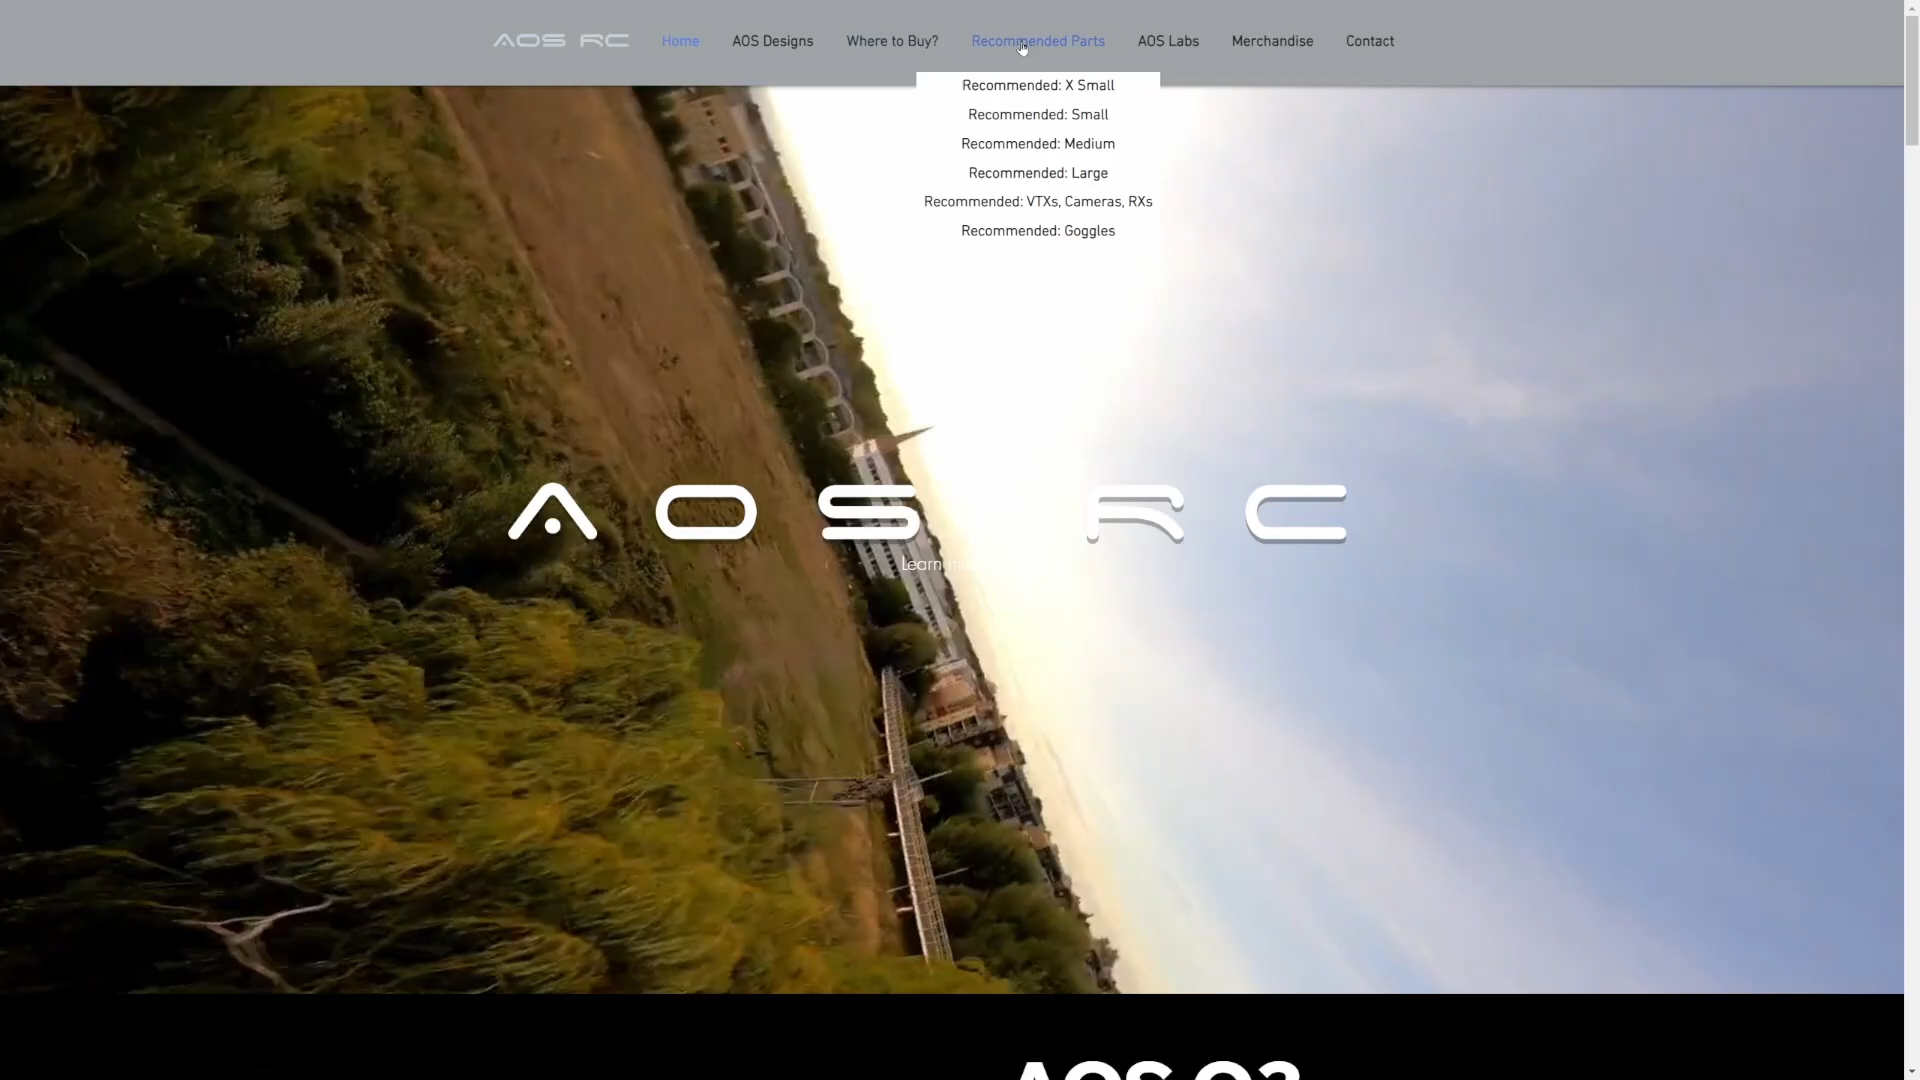 AOS RC Home AOS Designs Where to Buy? Recommended Parts AOS Labs Merchandise Contact
Recommended: X Small
Recommended: Small
Recommended: Medium
Recommended: Large
Recommended: VTXs, Cameras, RXs
Recommended: Goggles
AOS RC
Learn